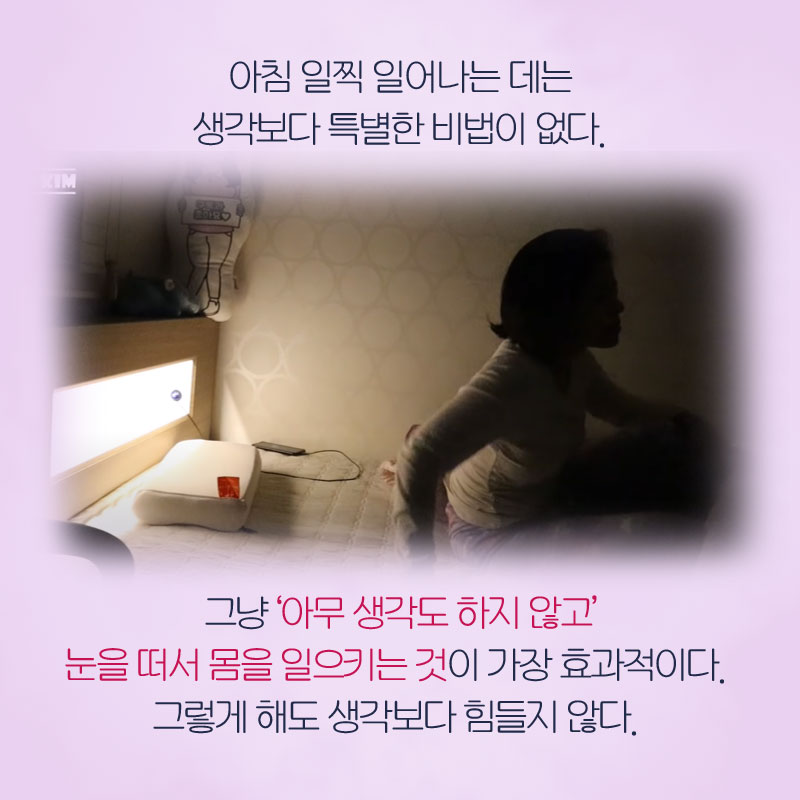 아침 일찍 일어나는 데는
생각보다 특별한 비법이 없다.
KIM
그냥 ‘아무 생각도 하지 않고’
눈을 떠서 몸을 일으키는 것이 가장 효과적이다.
그렇게 해도 생각보다 힘들지 않다.